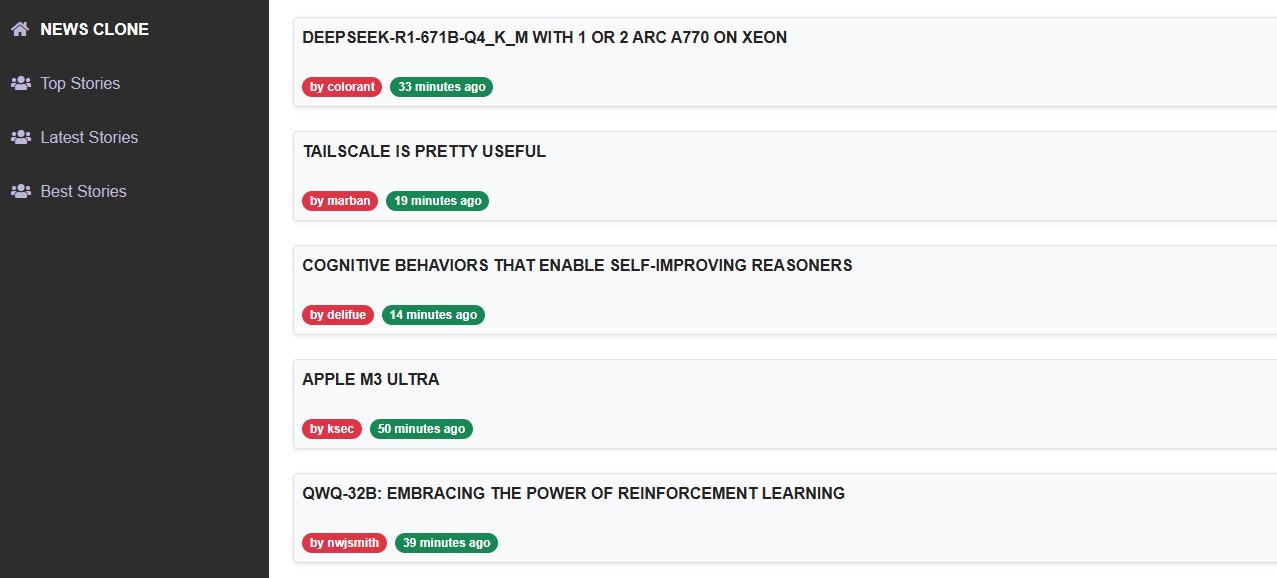 NEWS CLONE
Top Stories
Latest Stories
Best Stories
DEEPSEEK-R1-671B-Q4_K_M WITH 1 OR 2 ARC A770 ON XEON
by colorant 33 minutes ago
TAILSCALE IS PRETTY USEFUL
by marban 19 minutes ago
COGNITIVE BEHAVIORS THAT ENABLE SELF-IMPROVING REASONERS
by delifue 14 minutes ago
APPLE M3 ULTRA
by ksec 50 minutes ago
QWQ-32B: EMBRACING THE POWER OF REINFORCEMENT LEARNING
by nwjsmith 39 minutes ago